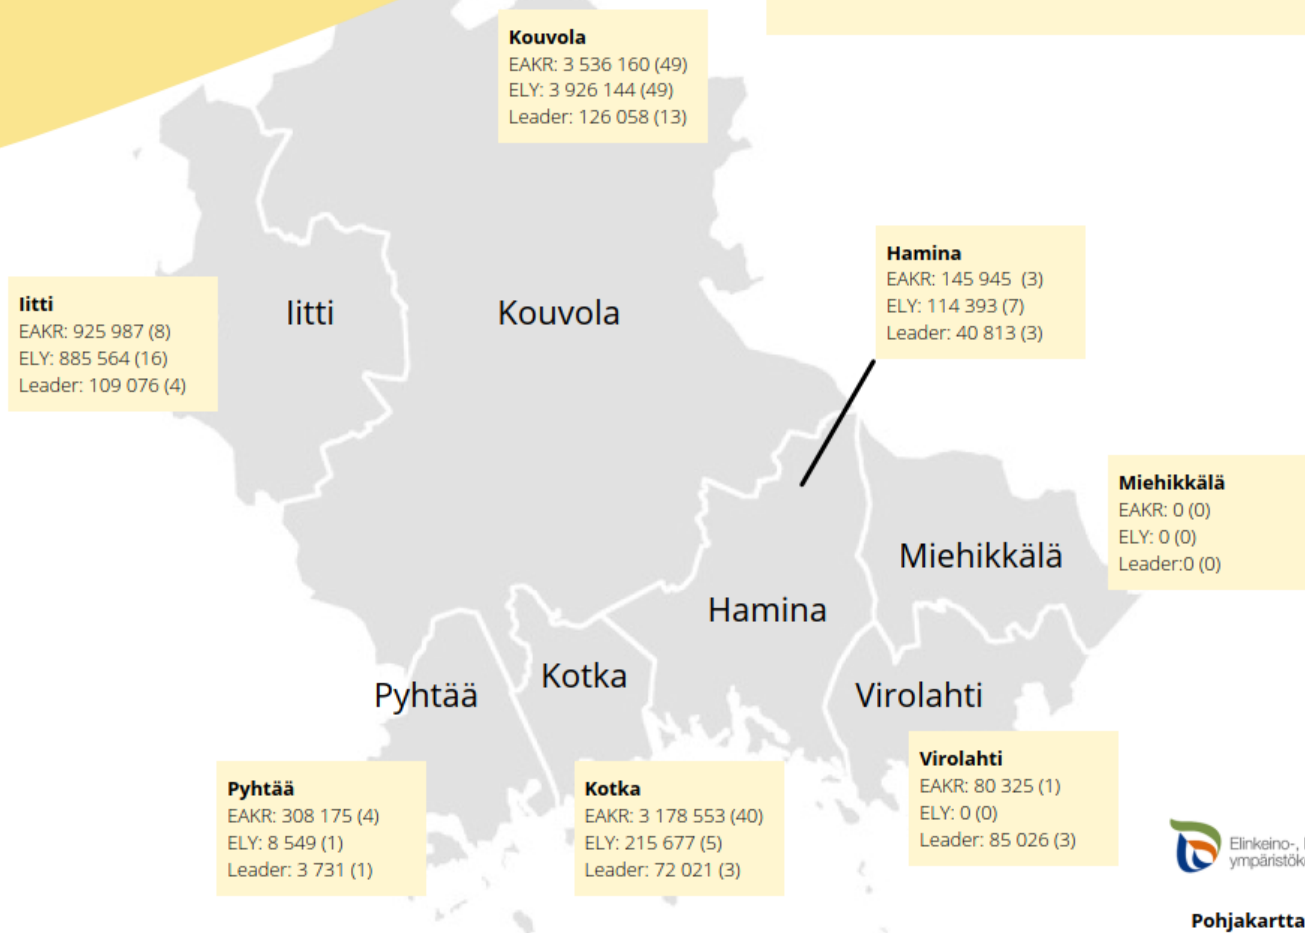 Kouvola
EAKR: 3 536 160 (49)
ELY: 3 926 144 (49)
Leader: 126 058 (13)
Hamina
EAKR: 145 945 (3)
ELY: 114 393 (7)
Leader: 40 813 (3)
Iitti
EAKR: 925 987 (8)
ELY: 885 564 (16)
Leader: 109 076 (4)
Iitti
Kouvola
Miehikkälä
EAKR: 0 (0)
ELY: 0 (0)
Leader:0 (0)
Miehikkälä
Hamina
Kotka
Pyhtää
Virolahti
Virolahti
EAKR: 80 325 (1)
ELY: 0 (0)
Leader: 85 026 (3)
Pyhtää
EAKR: 308 175 (4)
ELY: 8 549 (1)
Leader: 3 731 (1)
Kotka
EAKR: 3 178 553 (40)
ELY: 215 677 (5)
Leader: 72 021 (3)
Elinkeino-,
Pohjakartta